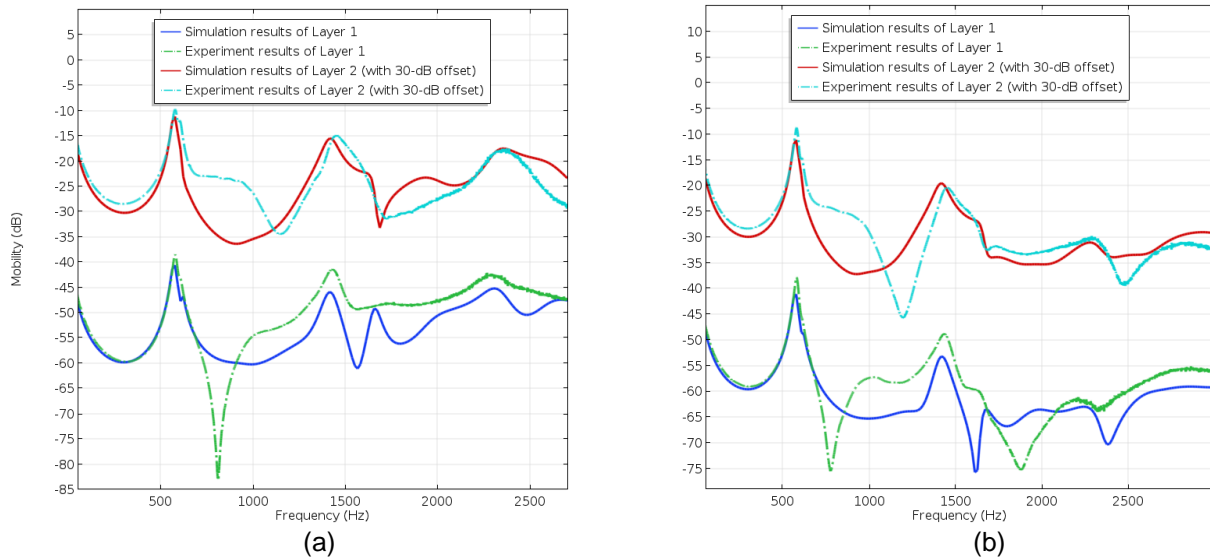 Simulation results of Layer 1
Experiment results of Layer 1
Simulation results of Layer 2 (with 30-dB offset)
Experiment results of Layer 2 (with 30-dB offset)
5
0
-5
-10
-15
-20
-25
-30
-35
-40
-45
-50
-55
-60
-65
-70
-75
-80
-85
Mobility (dB)
500 1000 1500 2000 2500
Frequency (Hz)
(a)
Simulation results of Layer 1
Experiment results of Layer 1
Simulation results of Layer 2 (with 30-dB offset)
Experiment results of Layer 2 (with 30-dB offset)
15
10
5
0
-5
-10
-15
-20
-25
-30
-35
-40
-45
-50
-55
-60
-65
-70
-75
500 1000 1500 2000 2500
Frequency (Hz)
(b)